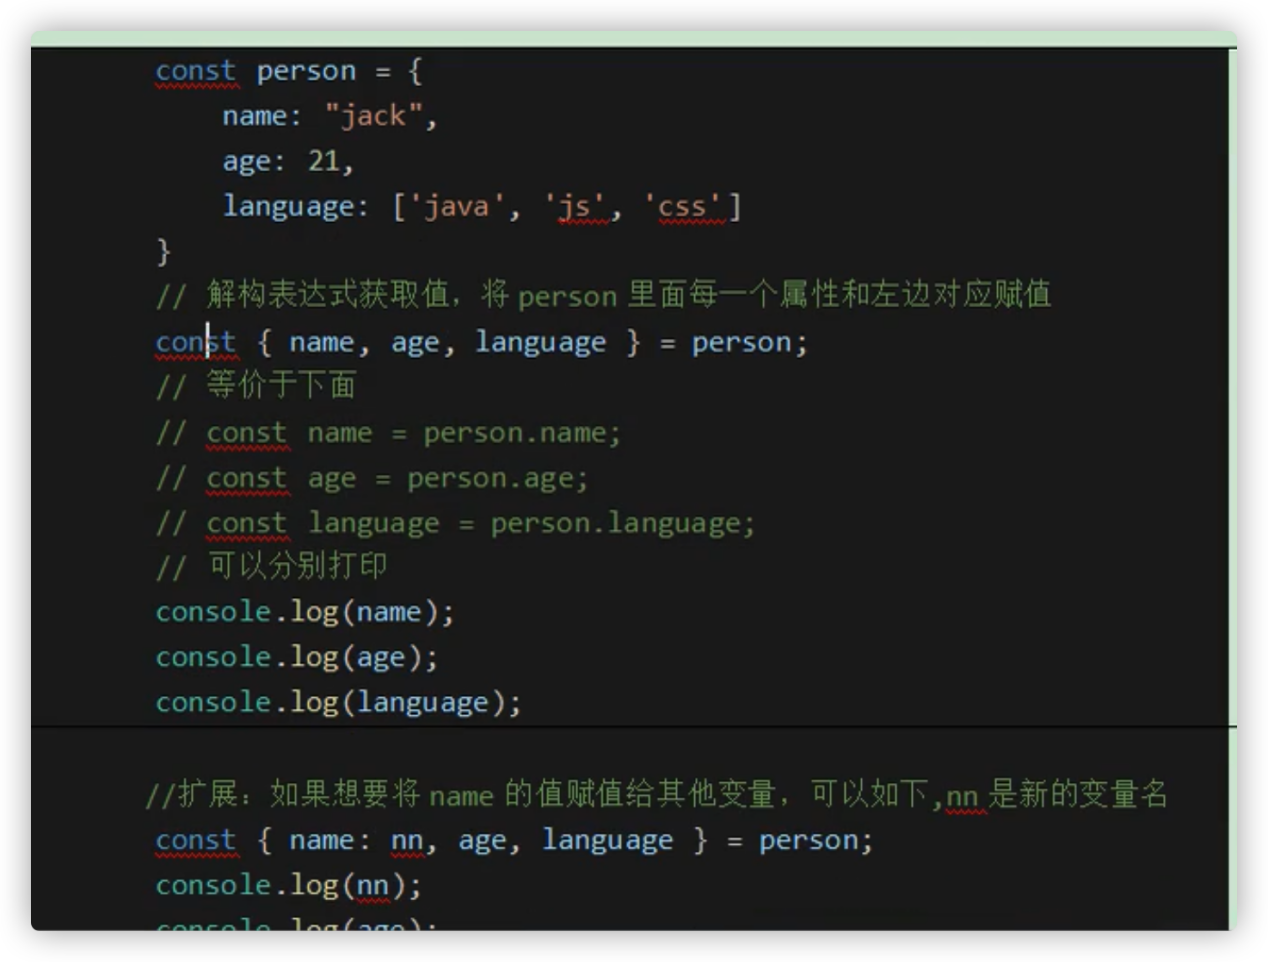 const person = {
name: "jack",
age: 21,
language: ['java', 'js', 'css']
}
// 解构表达式获取值，将 person 里面每一个属性和左边对应赋值
const { name, age, language } = person;
// 等价于下面
// const name = person.name;
// const age = person.age;
// const language = person.language;
// 可以分别打印
console.log(name);
console.log(age);
console.log(language);
//扩展：如果想要将 name 的值赋值给其他变量，可以如下,nn 是新的变量名
const { name: nn, age, language } = person;
console.log(nn);
console.log(age);